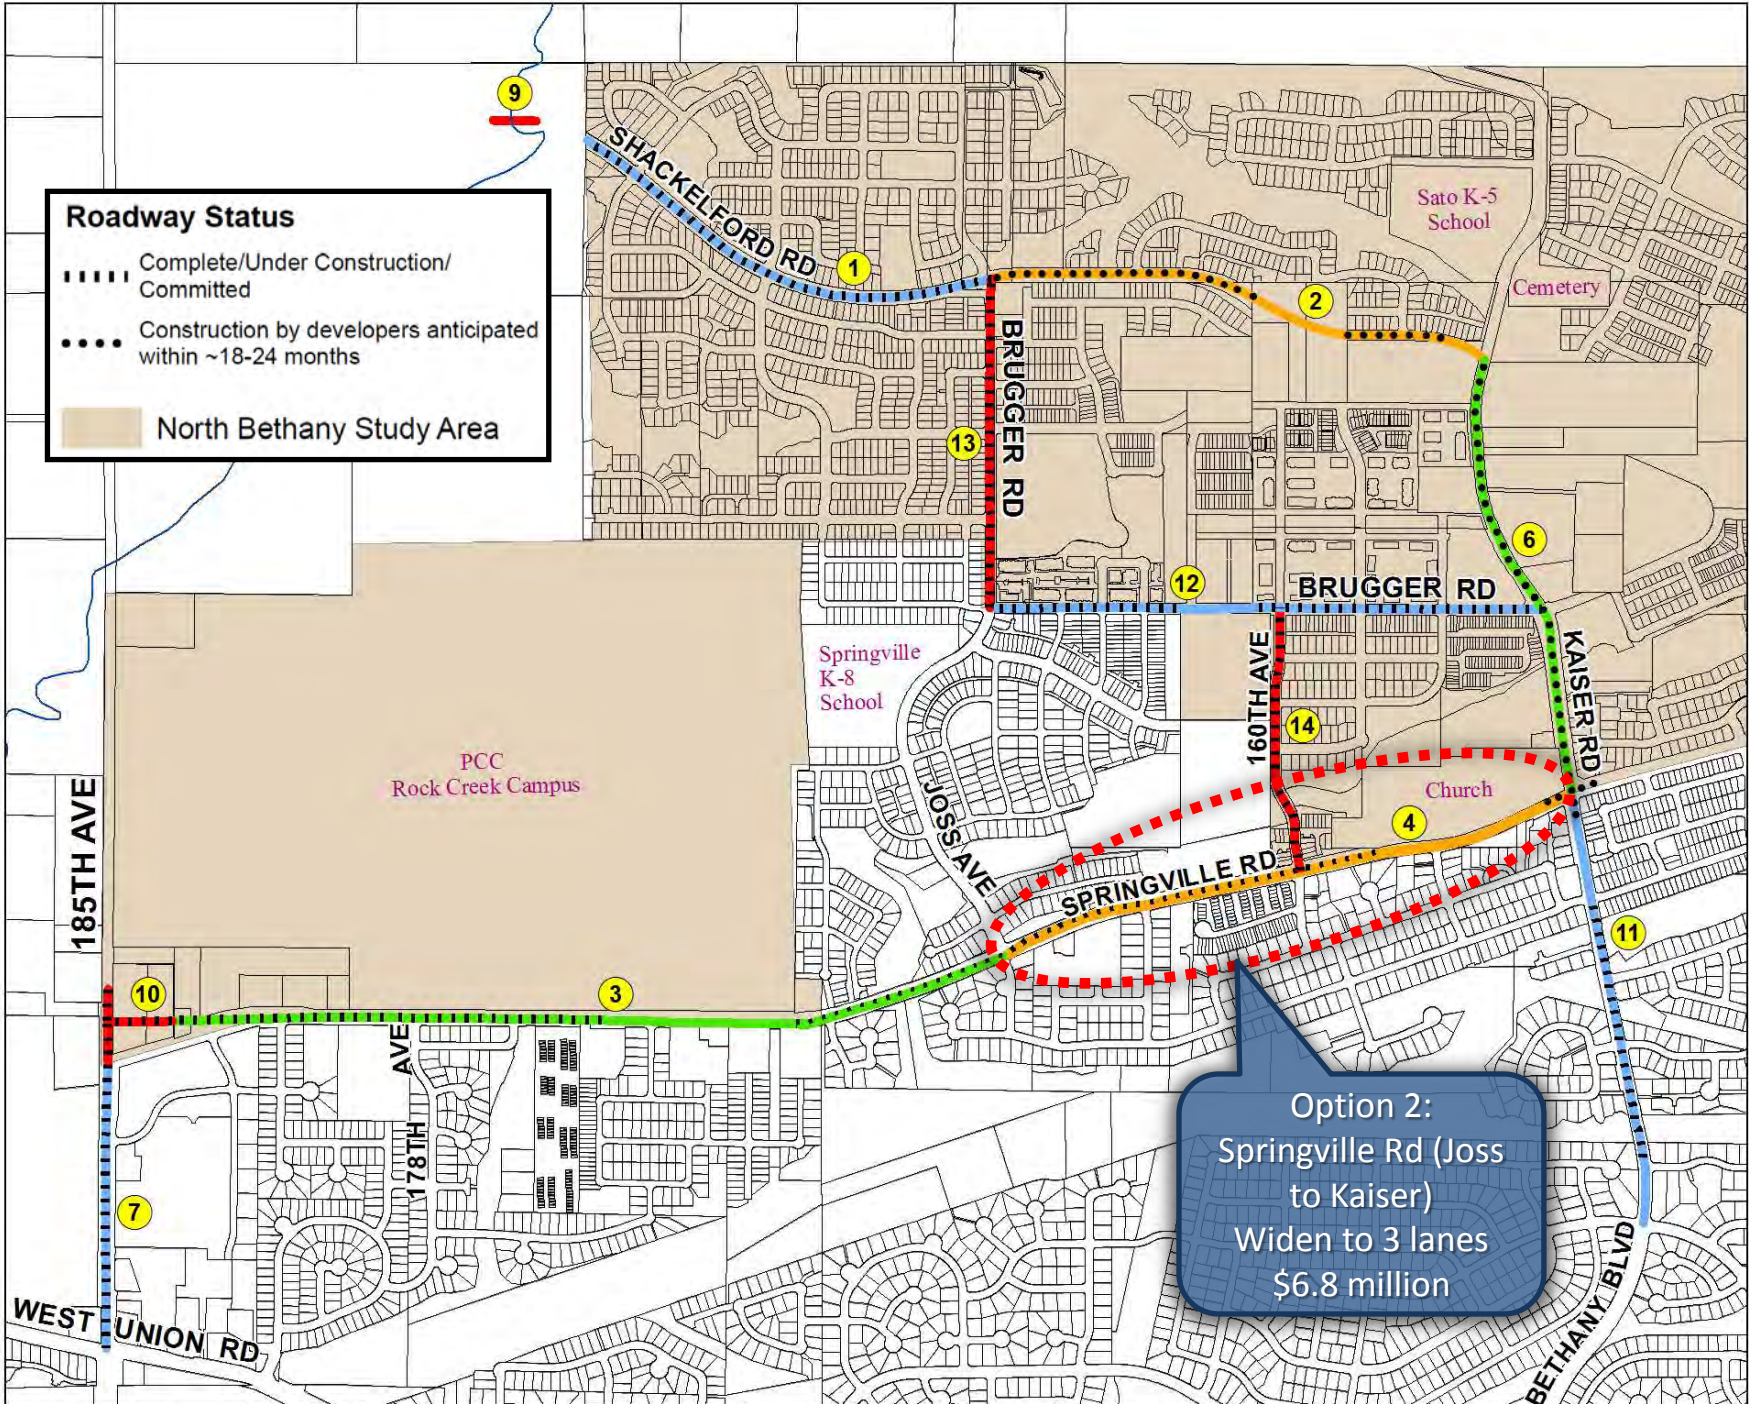 9
Roadway Status
Complete/Under Construction/
Committed
Construction by developers anticipated
within ~18-24 months
North Bethany Study Area
SHACKELFORD RD
1
2
Sato K-5
School
Cemetery
BRUGGER RD
13
6
12
BRUGGER RD
Springville
K-8
School
160TH AVE
14
KAISER RD
PCC
Rock Creek Campus
185TH AVE
JOSS AVE
Church
4
SPRINGVILLE RD
11
10
3
178TH AVE
7
Option 2:
Springville Rd (Joss
to Kaiser)
Widen to 3 lanes
$6.8 million
WEST UNION RD
BETHANY BLVD